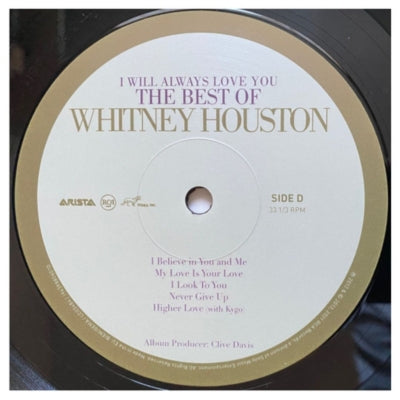 I WILL ALWAYS LOVE YOU
THE BEST OF
WHITNEY HOUSTON
ARISTA
RCA
SIDE D
33 1/3 RPM
I Believe in You and Me
My Love Is Your Love
I Look To You
Never Give Up
Higher Love (with Kygo)
Album Producer: Clive Davis